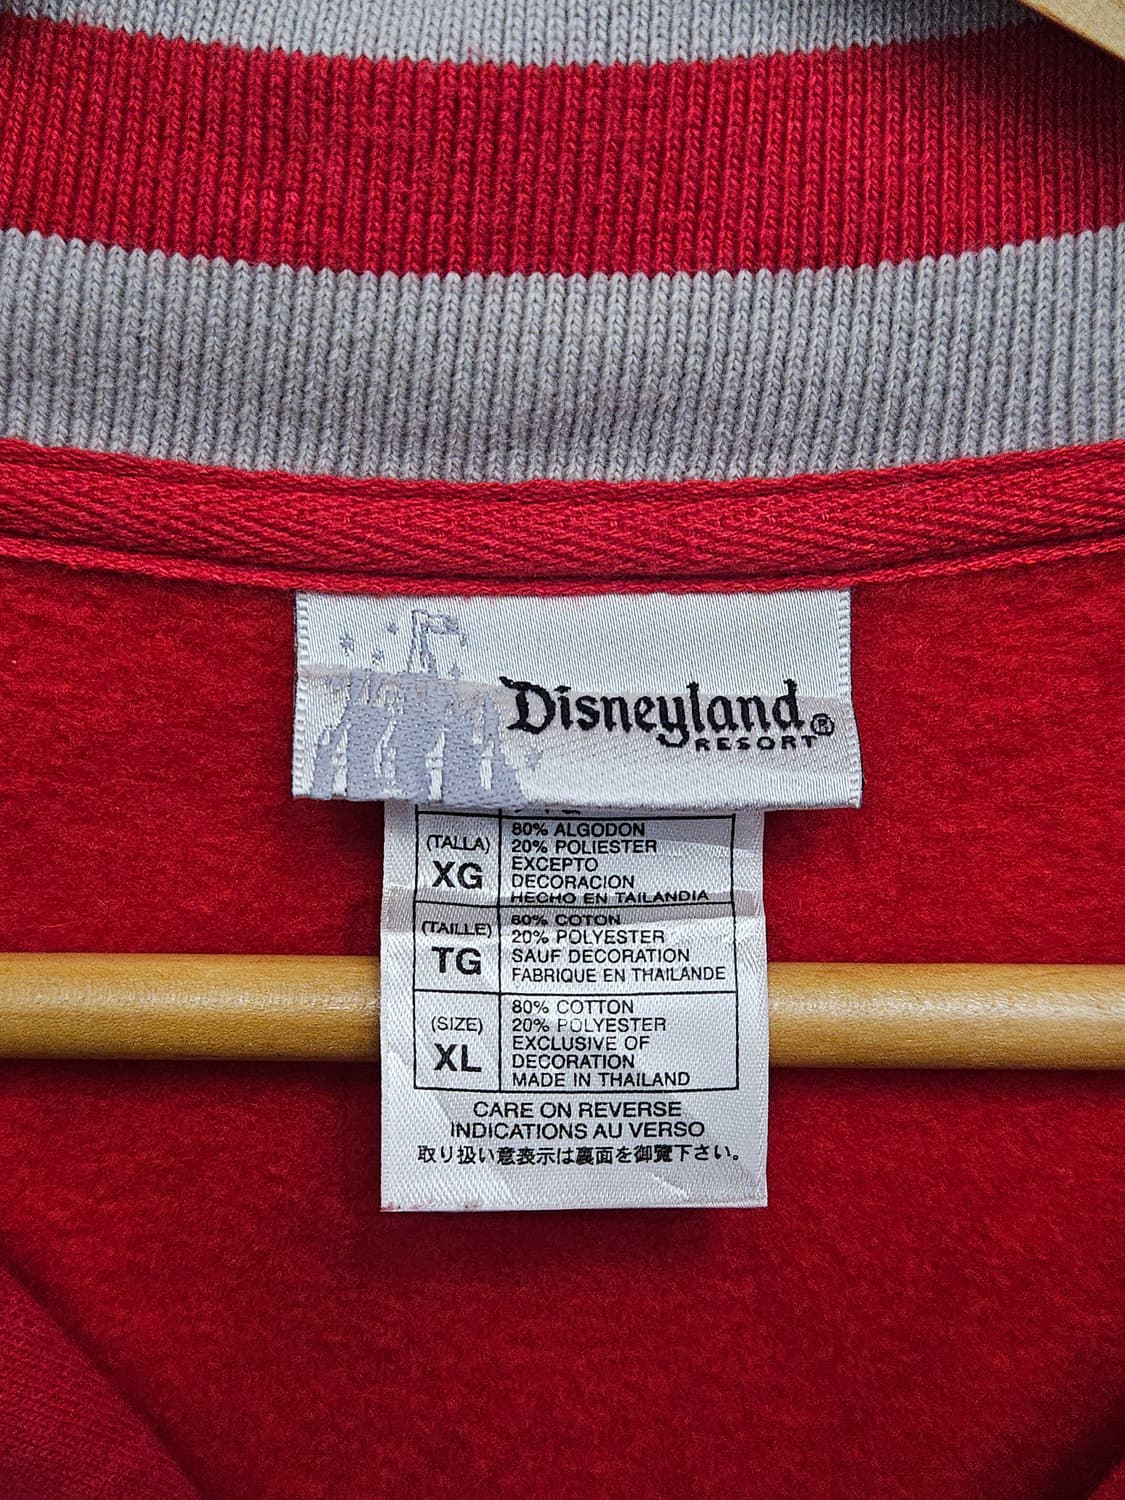 Disneyland®
RESORT
(TALLA)
XG
80% ALGODON
20% POLIESTER
EXCEPTO
DECORACION
HECHO EN TAILANDIA
(TAILLE)
TG
80% COTON
20% POLYESTER
SAUF DECORATION
FABRIQUE EN THAILANDE
(SIZE)
XL
80% COTTON
20% POLYESTER
EXCLUSIVE OF
DECORATION
MADE IN THAILAND
CARE ON REVERSE
INDICATIONS AU VERSO
取り扱い意表示は裏面を御覧下さい。